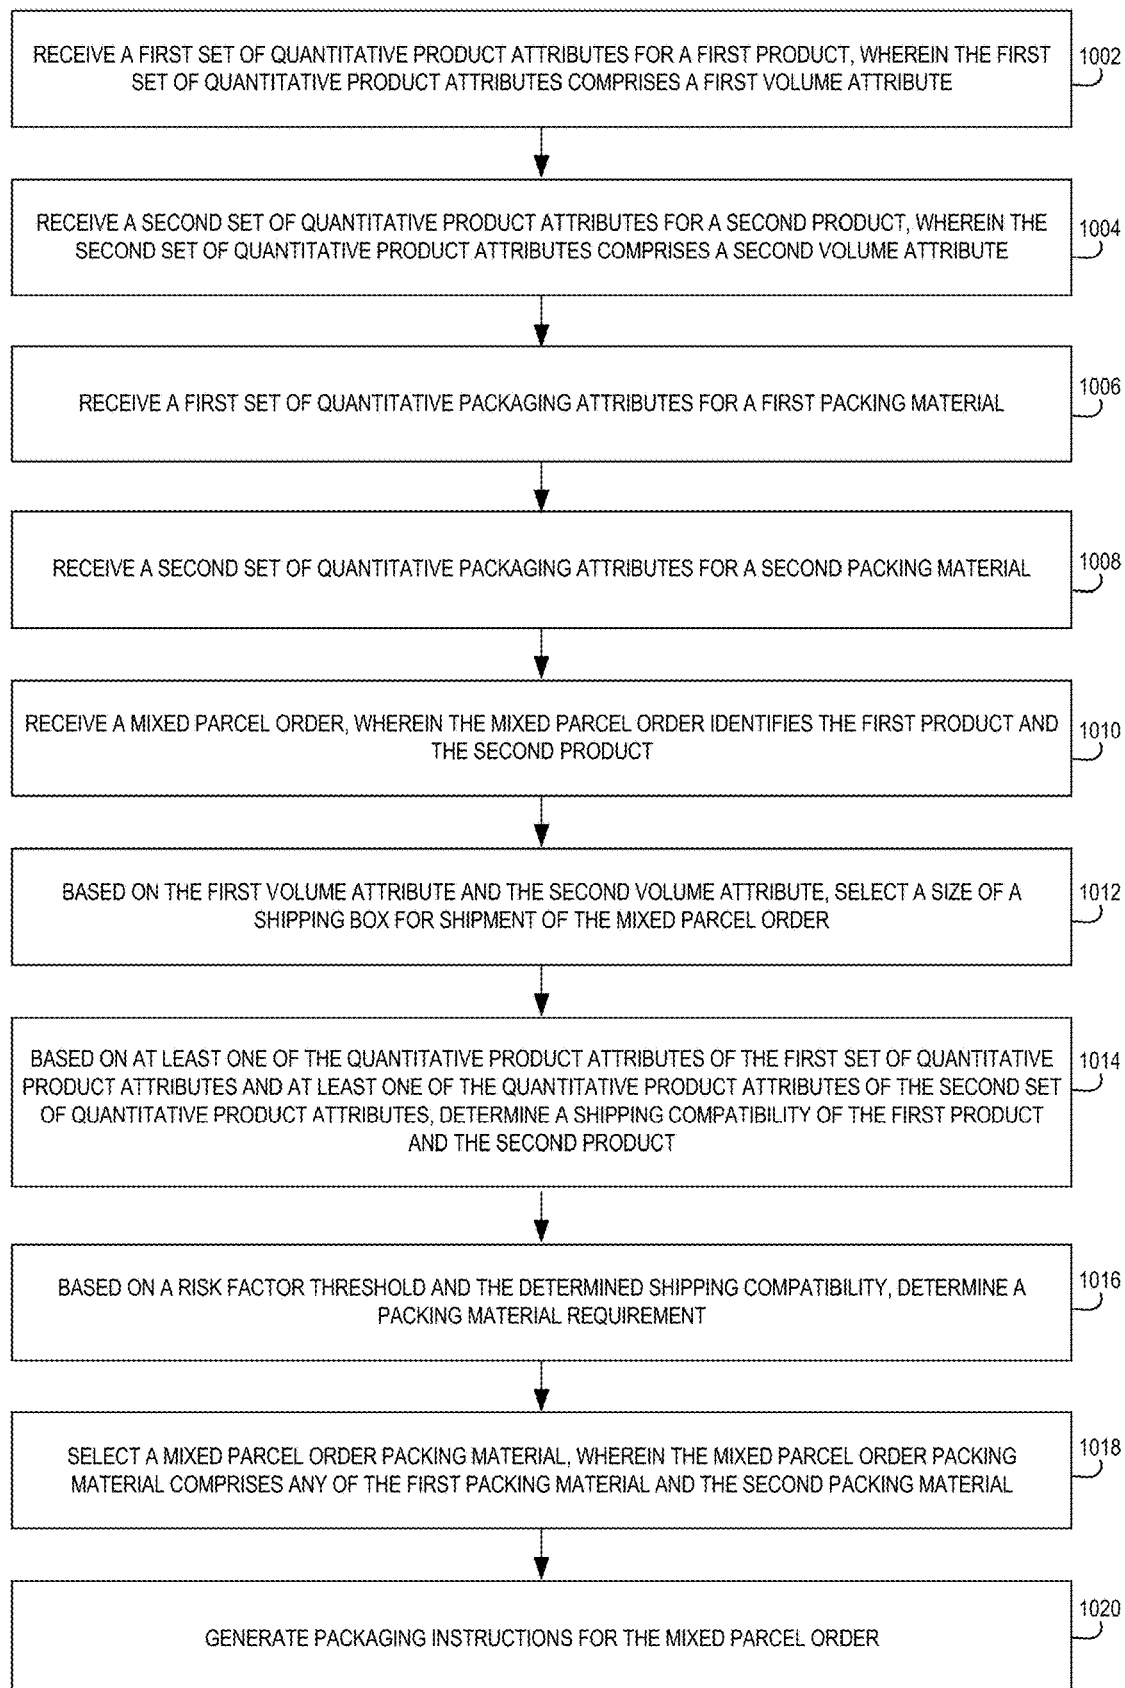 RECEIVE A FIRST SET OF QUANTITATIVE PRODUCT ATTRIBUTES FOR A FIRST PRODUCT, WHEREIN THE FIRST
SET OF QUANTITATIVE PRODUCT ATTRIBUTES COMPRISES A FIRST VOLUME ATTRIBUTE
1002
RECEIVE A SECOND SET OF QUANTITATIVE PRODUCT ATTRIBUTES FOR A SECOND PRODUCT, WHEREIN THE
SECOND SET OF QUANTITATIVE PRODUCT ATTRIBUTES COMPRISES A SECOND VOLUME ATTRIBUTE
1004
RECEIVE A FIRST SET OF QUANTITATIVE PACKAGING ATTRIBUTES FOR A FIRST PACKING MATERIAL
1006
RECEIVE A SECOND SET OF QUANTITATIVE PACKAGING ATTRIBUTES FOR A SECOND PACKING MATERIAL
1008
RECEIVE A MIXED PARCEL ORDER, WHEREIN THE MIXED PARCEL ORDER IDENTIFIES THE FIRST PRODUCT AND
THE SECOND PRODUCT
1010
BASED ON THE FIRST VOLUME ATTRIBUTE AND THE SECOND VOLUME ATTRIBUTE, SELECT A SIZE OF A
SHIPPING BOX FOR SHIPMENT OF THE MIXED PARCEL ORDER
1012
BASED ON AT LEAST ONE OF THE QUANTITATIVE PRODUCT ATTRIBUTES OF THE FIRST SET OF QUANTITATIVE
PRODUCT ATTRIBUTES AND AT LEAST ONE OF THE QUANTITATIVE PRODUCT ATTRIBUTES OF THE SECOND SET
OF QUANTITATIVE PRODUCT ATTRIBUTES, DETERMINE A SHIPPING COMPATIBILITY OF THE FIRST PRODUCT
AND THE SECOND PRODUCT
1014
BASED ON A RISK FACTOR THRESHOLD AND THE DETERMINED SHIPPING COMPATIBILITY, DETERMINE A
PACKING MATERIAL REQUIREMENT
1016
SELECT A MIXED PARCEL ORDER PACKING MATERIAL, WHEREIN THE MIXED PARCEL ORDER PACKING
MATERIAL COMPRISES ANY OF THE FIRST PACKING MATERIAL AND THE SECOND PACKING MATERIAL
1018
GENERATE PACKAGING INSTRUCTIONS FOR THE MIXED PARCEL ORDER
1020